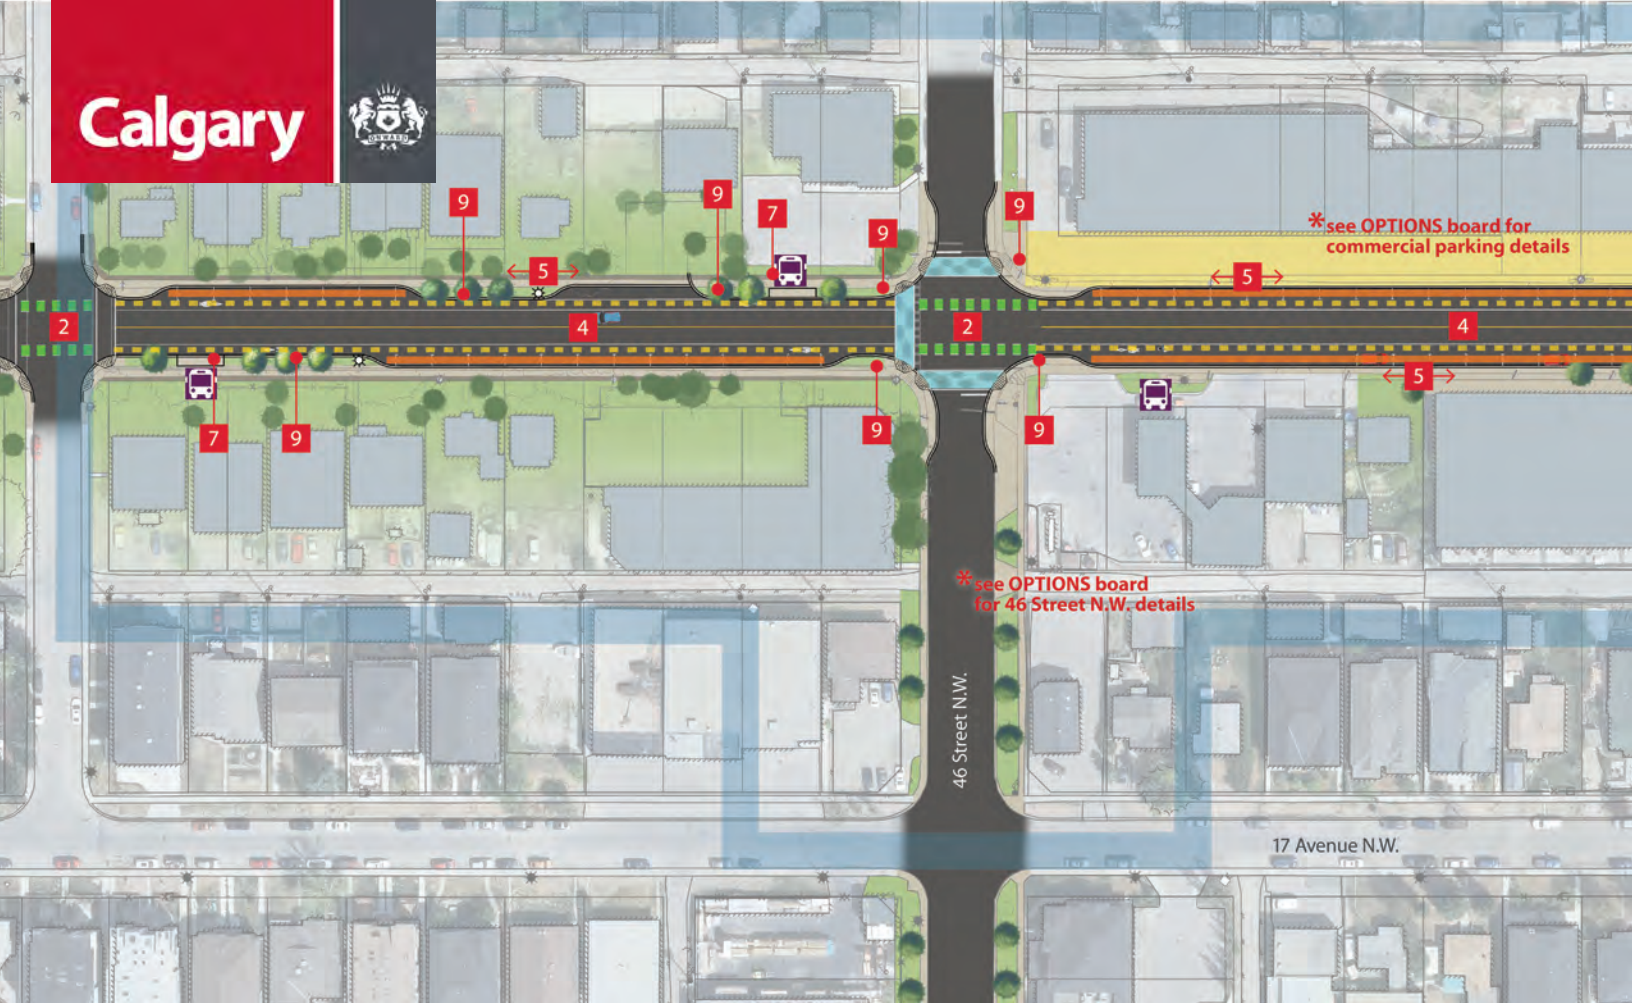 Calgary
ONWARD
9
9
7
9
9
*see OPTIONS board for
commercial parking details
5
5
2
4
2
4
5
7
9
9
9
*see OPTIONS board
for 46 Street N.W. details
46 Street N.W.
17 Avenue N.W.